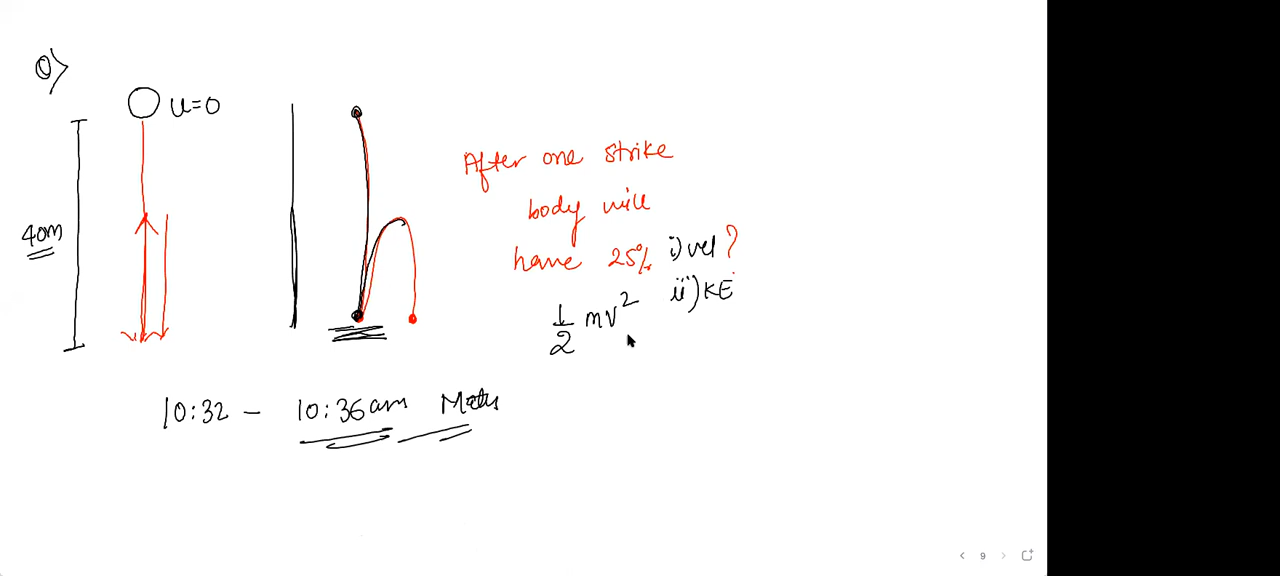 Q>
u=0
40m
After one strike
body will
have 25% i) vel ?
ii) KE
1/2 mv²
10:32 - 10:36am
9